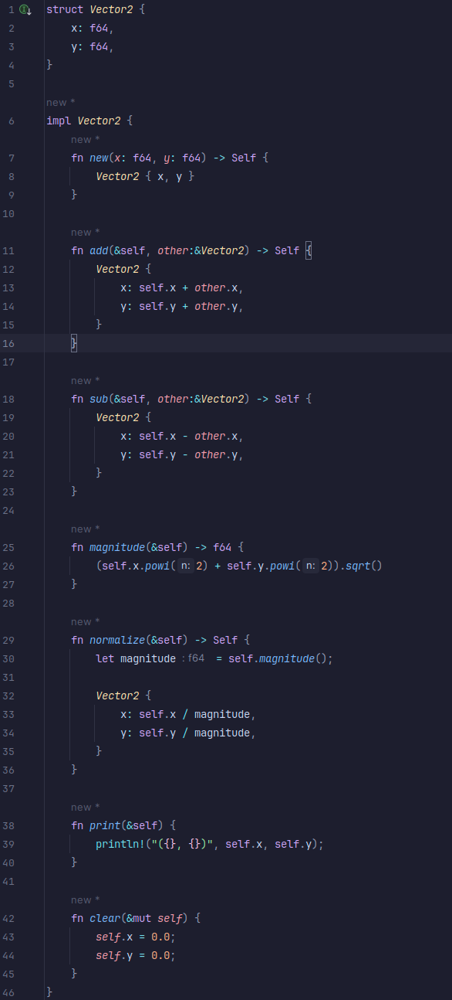 1 struct Vector2 {
2     x: f64,
3     y: f64,
4 }
5
new *
6 impl Vector2 {
    new *
7     fn new(x: f64, y: f64) -> Self {
8         Vector2 { x, y }
9     }
10
    new *
11     fn add(&self, other:&Vector2) -> Self {
12         Vector2 {
13             x: self.x + other.x,
14             y: self.y + other.y,
15         }
16     }
17
    new *
18     fn sub(&self, other:&Vector2) -> Self {
19         Vector2 {
20             x: self.x - other.x,
21             y: self.y - other.y,
22         }
23     }
24
    new *
25     fn magnitude(&self) -> f64 {
26         (self.x.powi( n: 2) + self.y.powi( n: 2)).sqrt()
27     }
28
    new *
29     fn normalize(&self) -> Self {
30         let magnitude : f64 = self.magnitude();
31
32         Vector2 {
33             x: self.x / magnitude,
34             y: self.y / magnitude,
35         }
36     }
37
    new *
38     fn print(&self) {
39         println!("({}, {})", self.x, self.y);
40     }
41
    new *
42     fn clear(&mut self) {
43         self.x = 0.0;
44         self.y = 0.0;
45     }
46 }